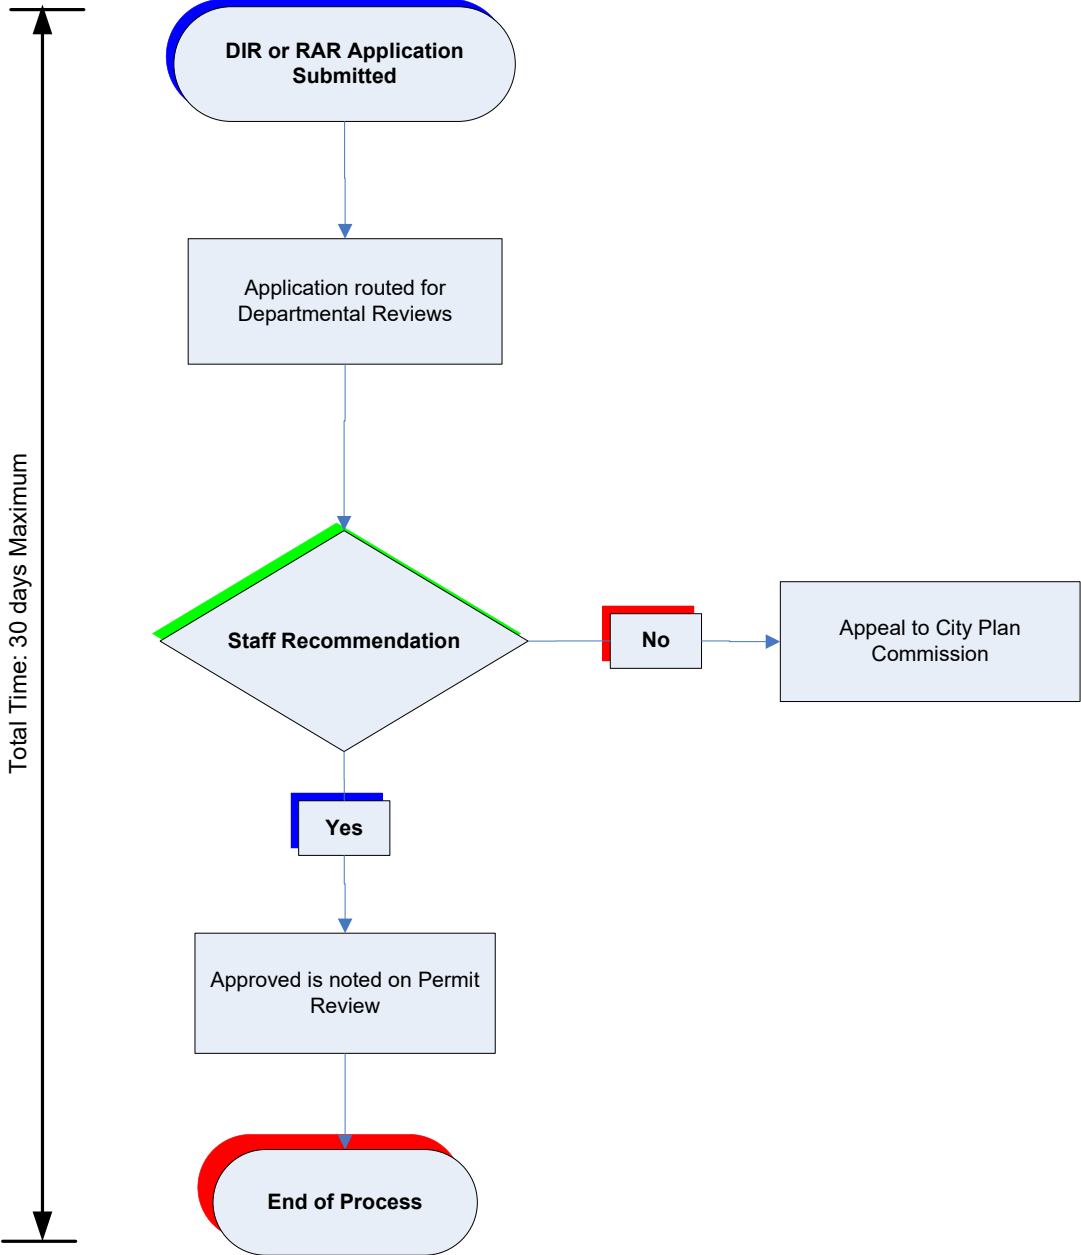 DIR or RAR Application
Submitted
Application routed for
Departmental Reviews
Total Time: 30 days Maximum
Staff Recommendation
No
Appeal to City Plan
Commission
Yes
Approved is noted on Permit
Review
End of Process